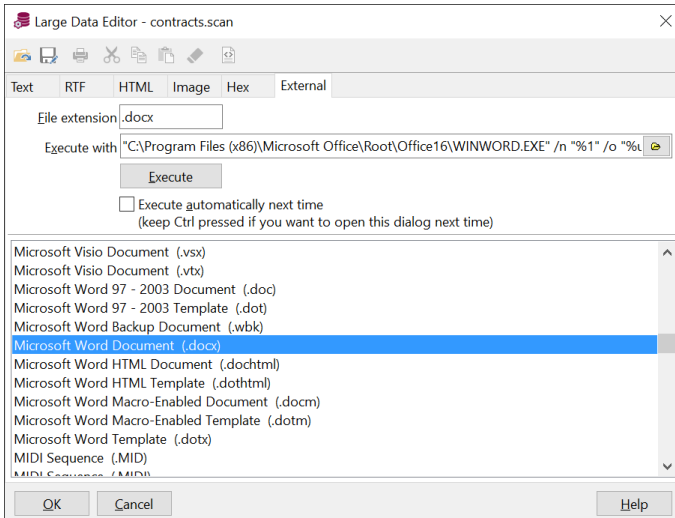 Large Data Editor - contracts.scan
Text RTF HTML Image Hex External
File extension .docx
Execute with "C:\Program Files (x86)\Microsoft Office\Root\Office16\WINWORD.EXE" /n "%1" /o "%u
Execute
Execute automatically next time
(keep Ctrl pressed if you want to open this dialog next time)
Microsoft Visio Document (.vsx)
Microsoft Visio Document (.vtx)
Microsoft Word 97 - 2003 Document (.doc)
Microsoft Word 97 - 2003 Template (.dot)
Microsoft Word Backup Document (.wbk)
Microsoft Word Document (.docx)
Microsoft Word HTML Document (.dochtml)
Microsoft Word HTML Template (.dothtml)
Microsoft Word Macro-Enabled Document (.docm)
Microsoft Word Macro-Enabled Template (.dotm)
Microsoft Word Template (.dotx)
MIDI Sequence (.MID)
MIDI Sequence (.MIDI)
OK Cancel Help